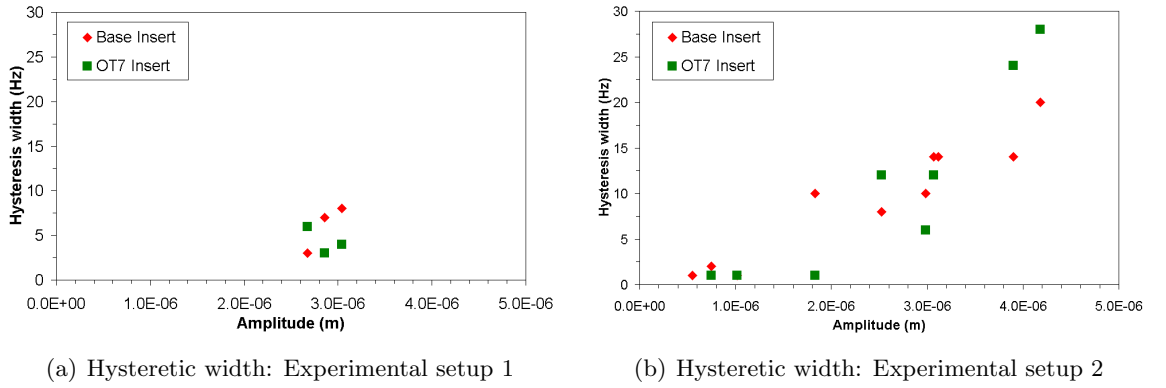 30
25
20
15
10
5
0
Hysteresis width (Hz)
Base Insert
OT7 Insert
0.0E+00 1.0E-06 2.0E-06 3.0E-06 4.0E-06 5.0E-06
Amplitude (m)
(a) Hysteretic width: Experimental setup 1
30
25
20
15
10
5
0
Hysteresis width (Hz)
Base Insert
OT7 Insert
0.0E+00 1.0E-06 2.0E-06 3.0E-06 4.0E-06 5.0E-06
Amplitude (m)
(b) Hysteretic width: Experimental setup 2